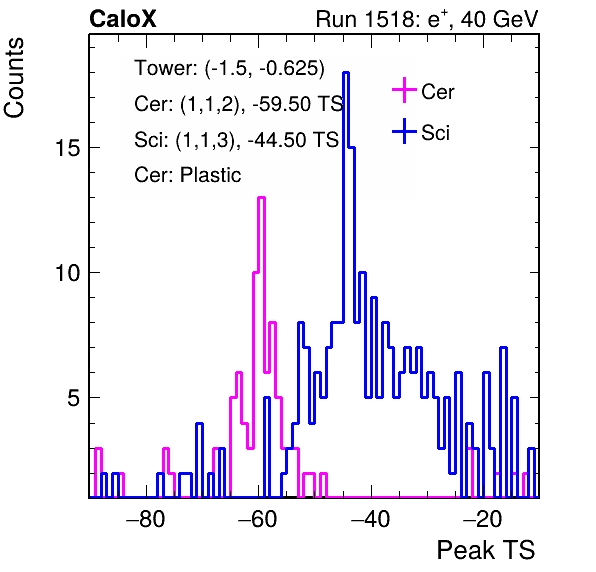 CaloX Run 1518: e⁺, 40 GeV
Counts
Tower: (-1.5, -0.625)
Cer: (1,1,2), -59.50 TS
Sci: (1,1,3), -44.50 TS
Cer: Plastic
Cer
Sci
15
10
5
−80 −60 −40 −20
Peak TS